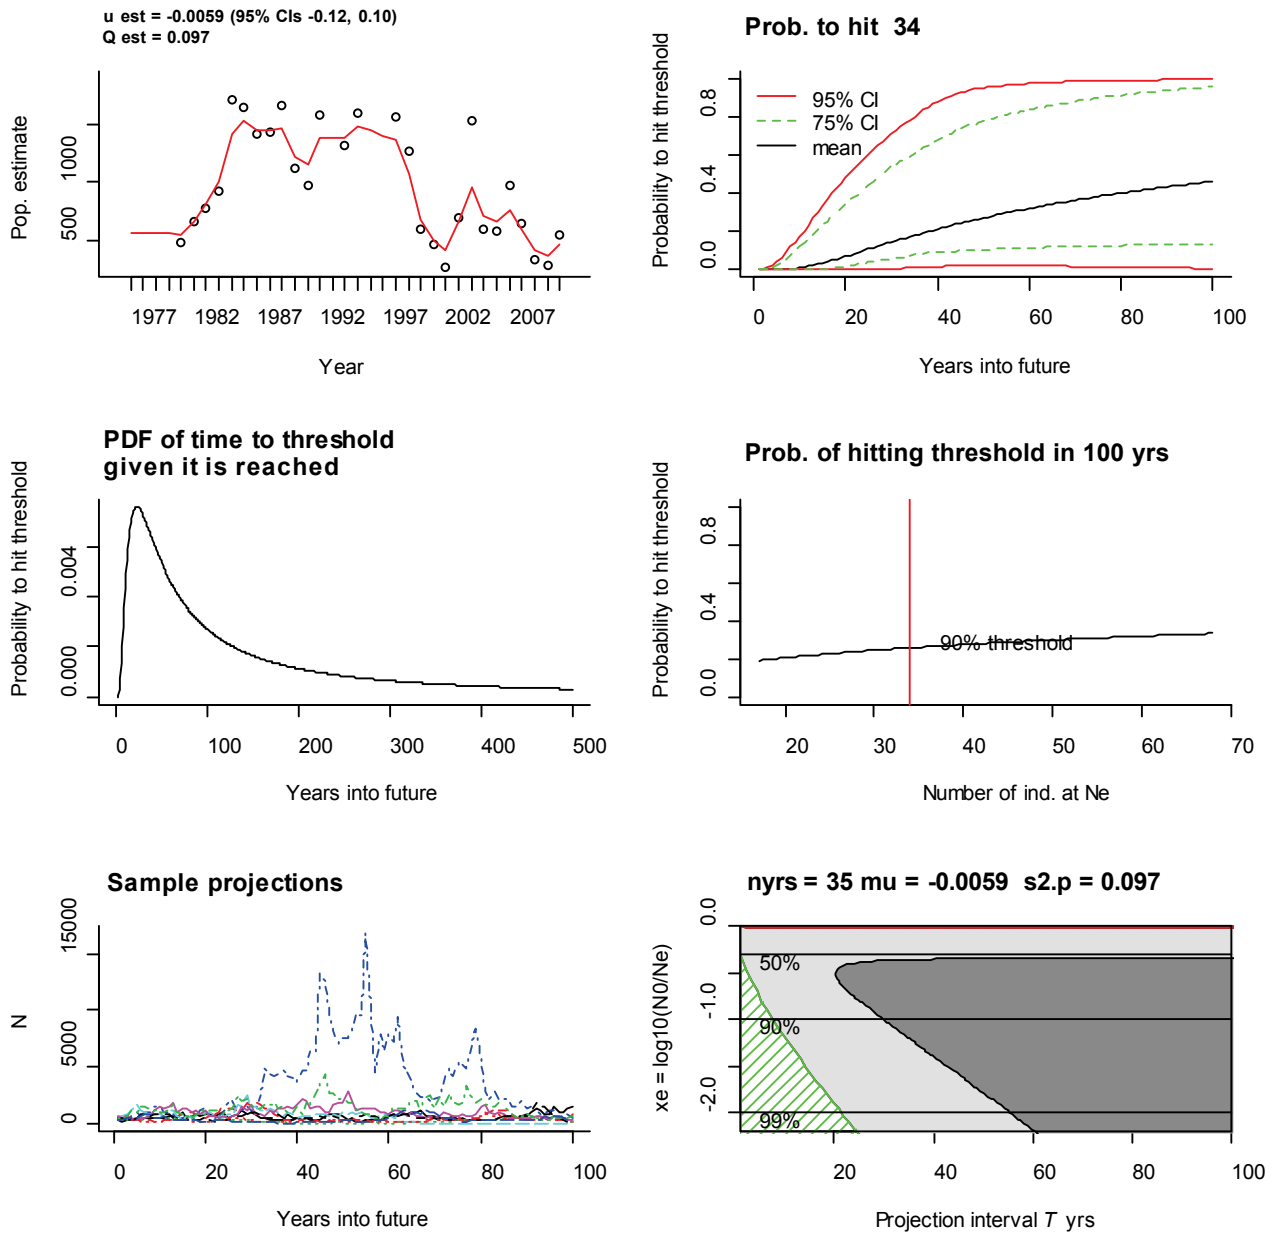 u est = -0.0059 (95% CIs -0.12, 0.10)
Q est = 0.097
Pop. estimate
500
1000
1977 1982 1987 1992 1997 2002 2007
Year
Prob. to hit 34
Probability to hit threshold
0.0
0.4
0.8
95% CI
75% CI
mean
0 20 40 60 80 100
Years into future
PDF of time to threshold
given it is reached
Probability to hit threshold
0.000
0.004
0 100 200 300 400 500
Years into future
Prob. of hitting threshold in 100 yrs
Probability to hit threshold
0.0
0.4
0.8
90% threshold
20 30 40 50 60 70
Number of ind. at Ne
Sample projections
N
0
5000
15000
0 20 40 60 80 100
Years into future
nyrs = 35 mu = -0.0059 s2.p = 0.097
xe = log10(N0/Ne)
0.0
-1.0
-2.0
50%
90%
99%
20 40 60 80 100
Projection interval T yrs